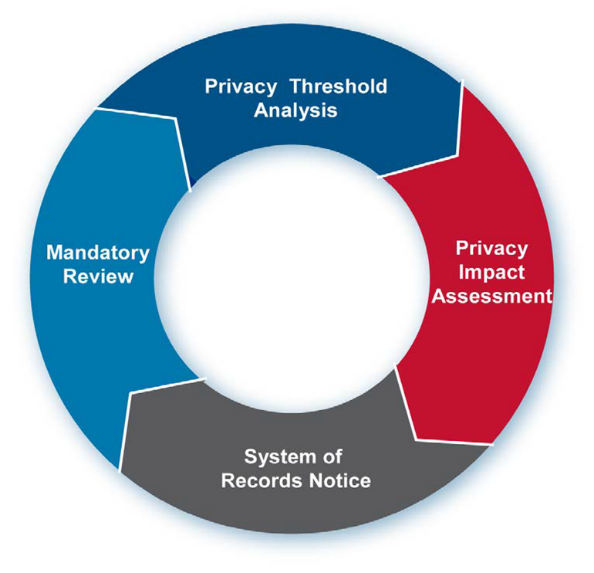 Privacy Threshold
Analysis
Privacy
Impact
Assessment
System of
Records Notice
Mandatory
Review